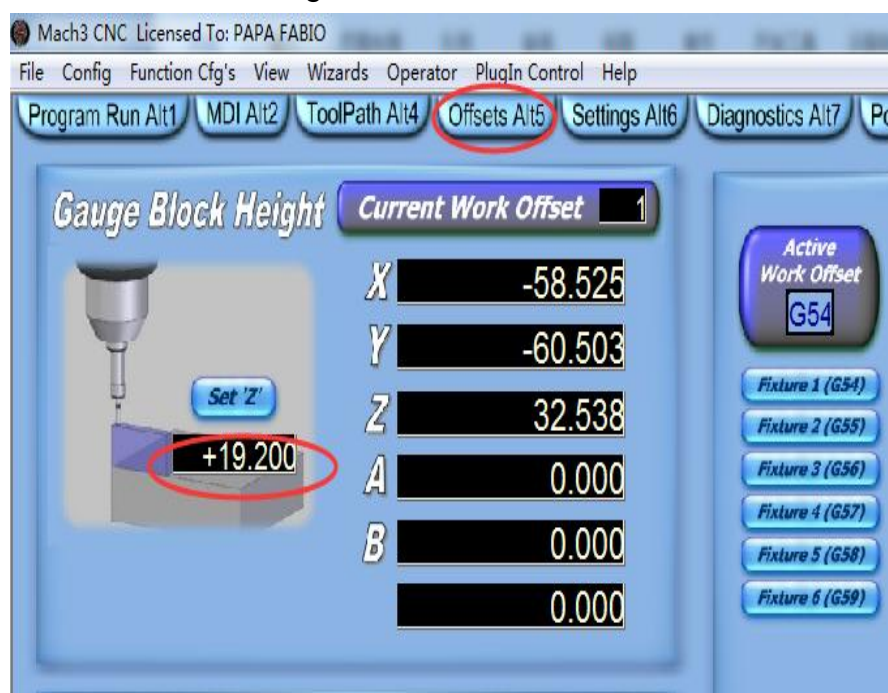 Mach3 CNC Licensed To: PAPA FABIO
File Config Function Cfg's View Wizards Operator PlugIn Control Help
Program Run Alt1 MDI Alt2 ToolPath Alt4 Offsets Alt5 Settings Alt6 Diagnostics Alt7
Gauge Block Height
Current Work Offset 1
X -58.525
Y -60.503
Z 32.538
A 0.000
B 0.000
0.000
Set 'Z'
+19.200
Active
Work Offset
G54
Fixture 1 (G54)
Fixture 2 (G55)
Fixture 3 (G56)
Fixture 4 (G57)
Fixture 5 (G58)
Fixture 6 (G59)